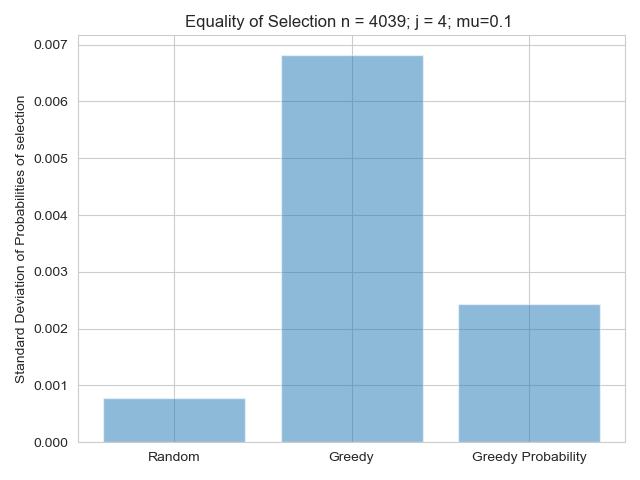 Equality of Selection n = 4039; j = 4; mu=0.1
Standard Deviation of Probabilities of selection
0.007
0.006
0.005
0.004
0.003
0.002
0.001
0.000
Random
Greedy
Greedy Probability